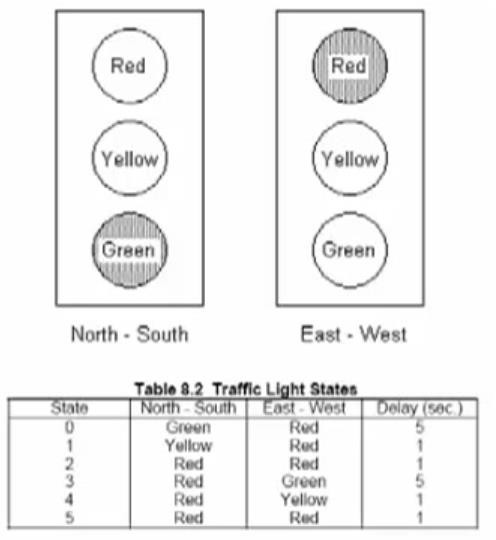 Red Red
Yellow Yellow
Green Green
North - South East - West
Table 8.2 Traffic Light States
State North - South East - West Delay (sec.)
0 Green Red 5
1 Yellow Red 1
2 Red Red 1
3 Red Green 5
4 Red Yellow 1
5 Red Red 1